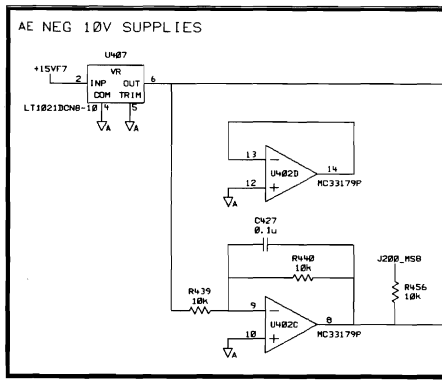 AE NEG 10V SUPPLIES
U407
+15VF7
VR
2
INP OUT
6
COM TRIM
LT1021DCN8-10
4
5
A
A
13
14
U402D
12
MC33179P
A
C427
0.1u
R440
10k
J200_MS8
R439
10k
R456
10k
9
8
U402C
10
MC33179P
A